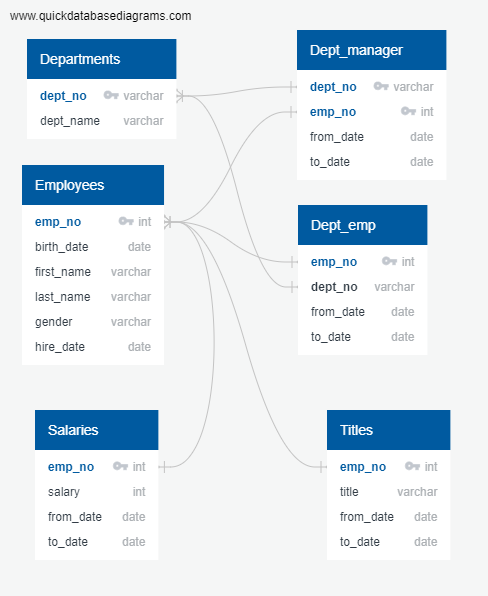 www.quickdatabasediagrams.com
Departments
dept_no varchar
dept_name varchar
Dept_manager
dept_no varchar
emp_no int
from_date date
to_date date
Employees
emp_no int
birth_date date
first_name varchar
last_name varchar
gender varchar
hire_date date
Dept_emp
emp_no int
dept_no varchar
from_date date
to_date date
Salaries
emp_no int
salary int
from_date date
to_date date
Titles
emp_no int
title varchar
from_date date
to_date date